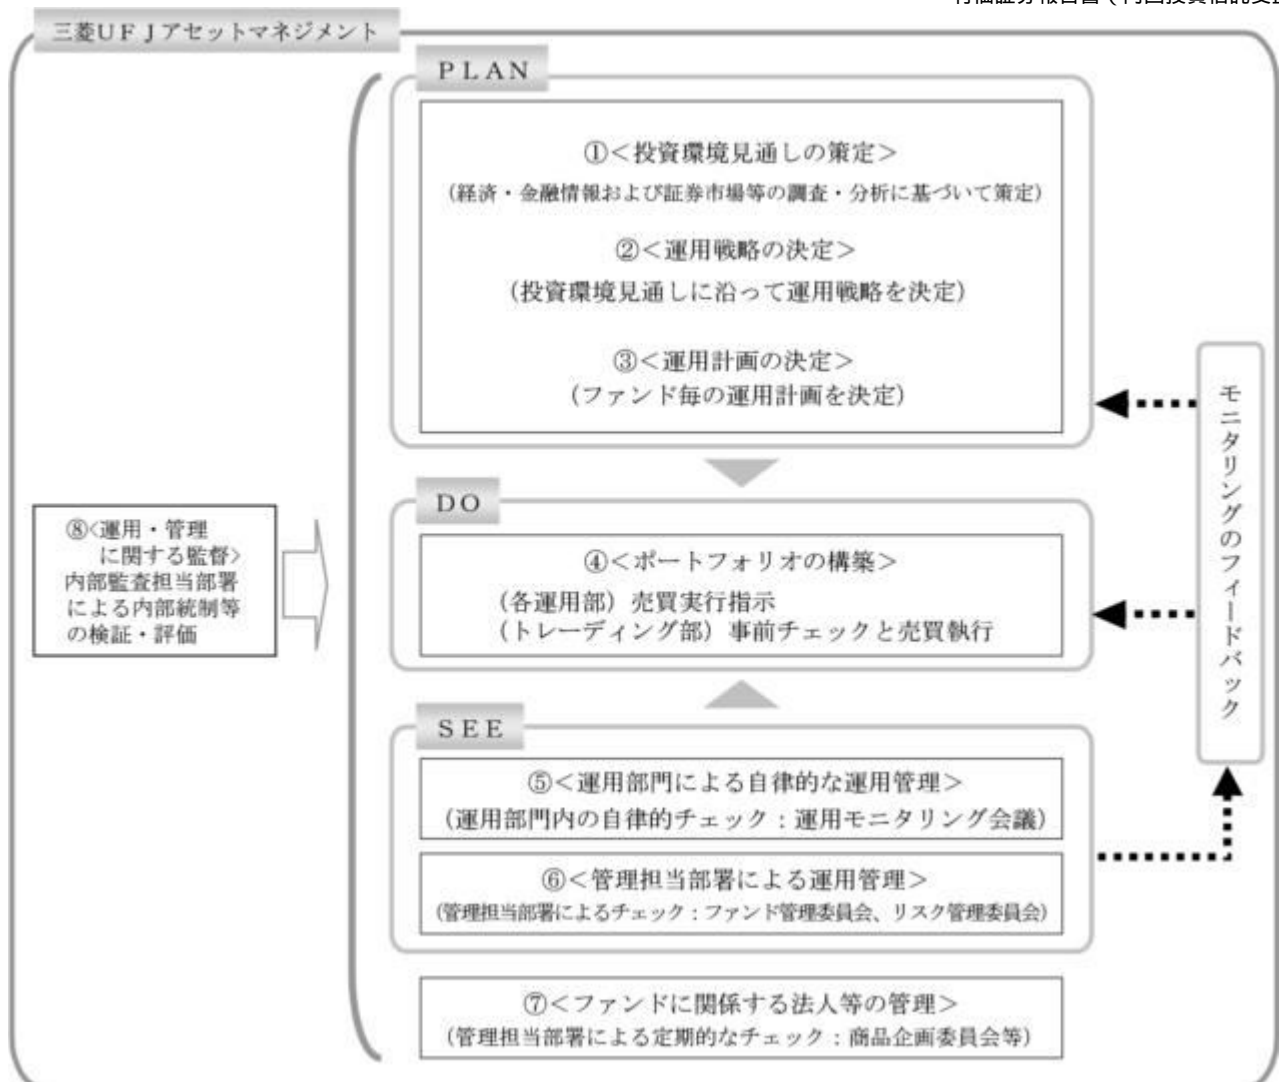 三菱ＵＦＪアセットマネジメント
ＰＬＡＮ
①＜投資環境見通しの策定＞
（経済・金融情報および証券市場等の調査・分析に基づいて策定）
②＜運用戦略の決定＞
（投資環境見通しに沿って運用戦略を決定）
③＜運用計画の決定＞
（ファンド毎の運用計画を決定）
ＤＯ
④＜ポートフォリオの構築＞
（各運用部）売買実行指示
（トレーディング部）事前チェックと売買執行
ＳＥＥ
⑤＜運用部門による自律的な運用管理＞
（運用部門内の自律的チェック：運用モニタリング会議）
⑥＜管理担当部署による運用管理＞
（管理担当部署によるチェック：ファンド管理委員会、リスク管理委員会）
⑦＜ファンドに関係する法人等の管理＞
（管理担当部署による定期的なチェック：商品企画委員会等）
⑧＜運用・管理
に関する監督＞
内部監査担当部署
による内部統制等
の検証・評価
モニタリングのフィードバック